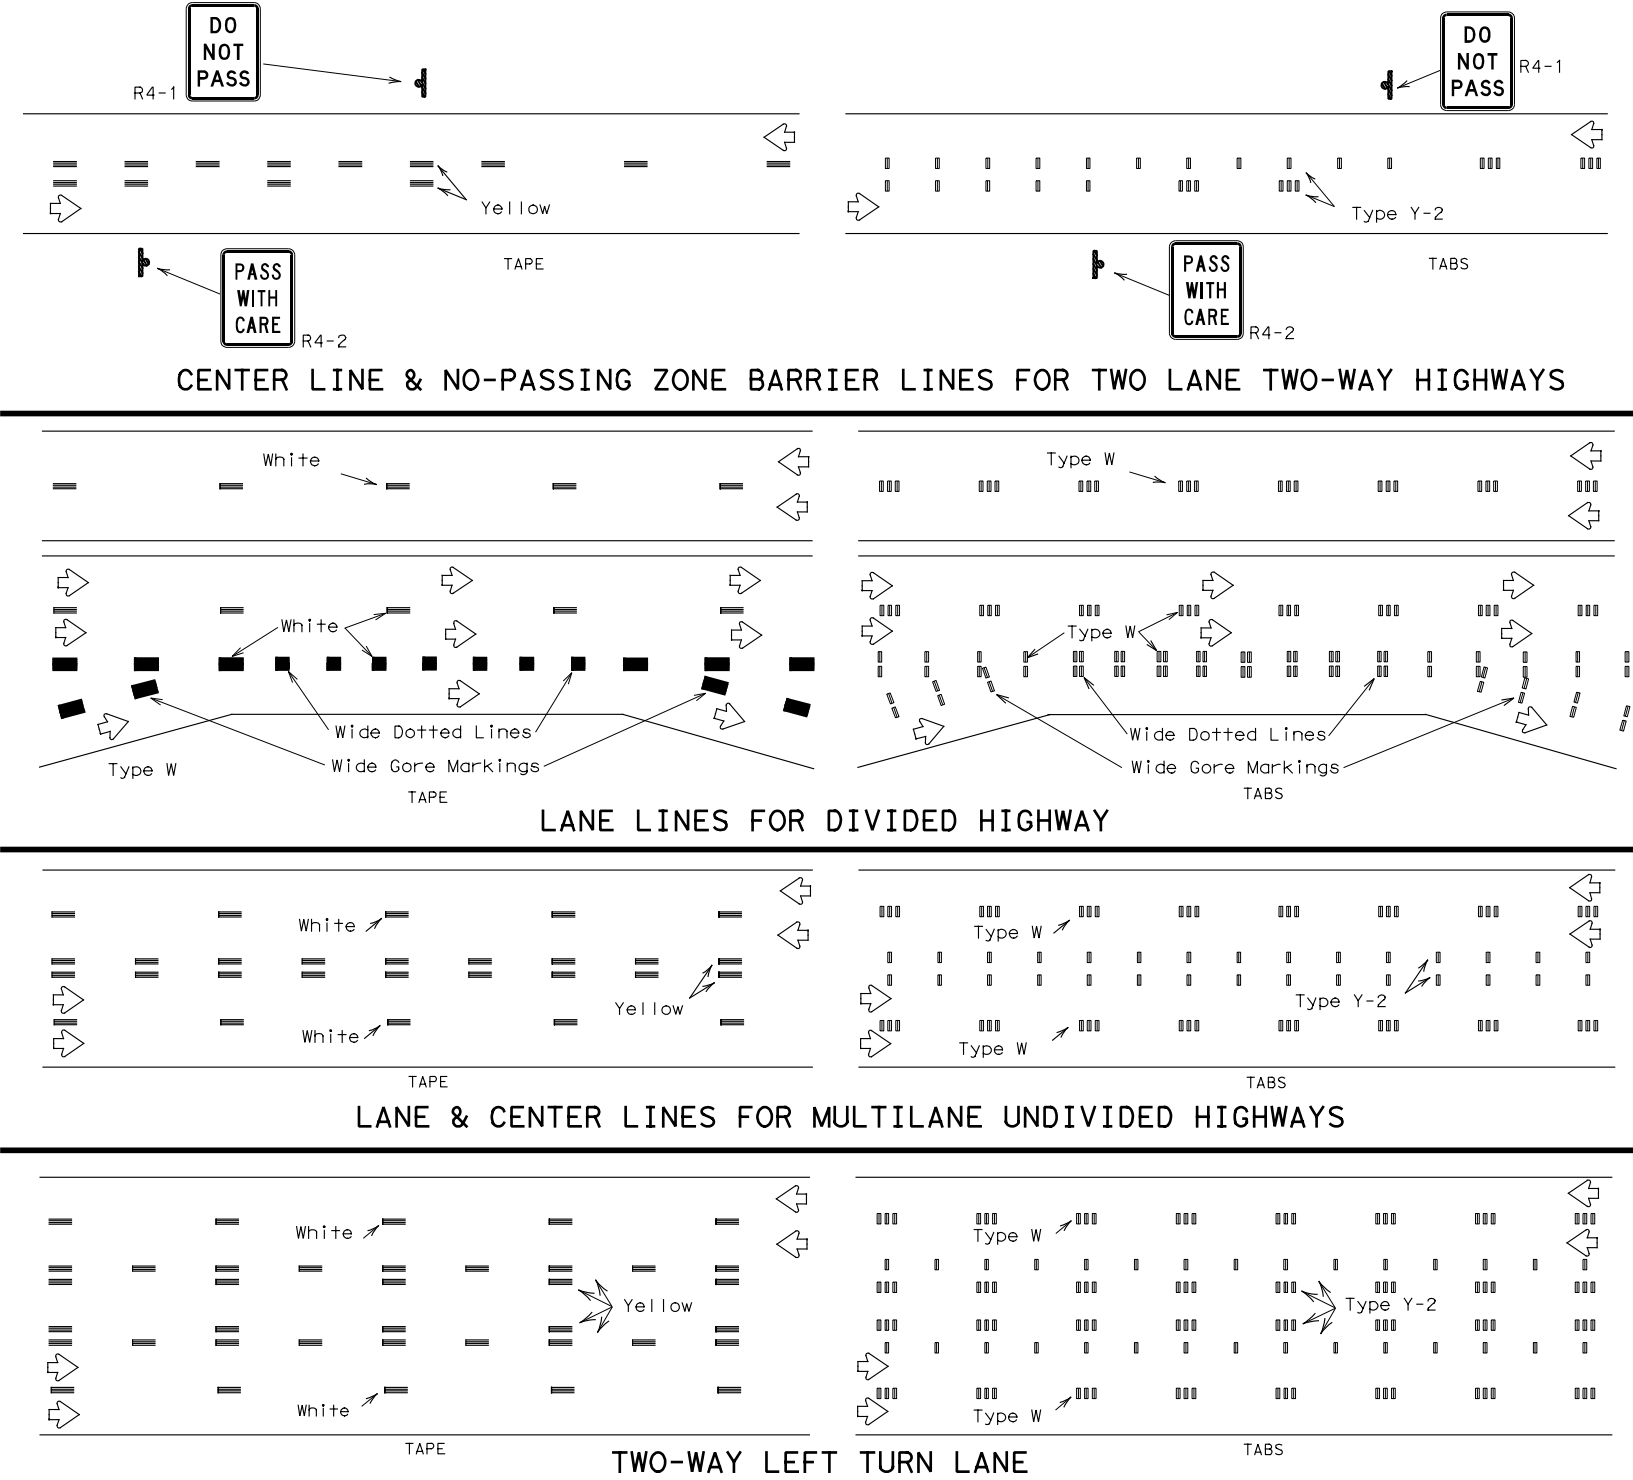 DO
NOT
PASS
R4-1
DO
NOT
PASS
R4-1
Yellow
Type Y-2
TAPE
TABS
PASS
WITH
CARE
R4-2
PASS
WITH
CARE
R4-2
CENTER LINE & NO-PASSING ZONE BARRIER LINES FOR TWO LANE TWO-WAY HIGHWAYS
White
Type W
White
Type W
Wide Dotted Lines
Wide Dotted Lines
Type W
Wide Gore Markings
Wide Gore Markings
TAPE
TABS
LANE LINES FOR DIVIDED HIGHWAY
White
Type W
Yellow
Type Y-2
White
Type W
TAPE
TABS
LANE & CENTER LINES FOR MULTILANE UNDIVIDED HIGHWAYS
White
Type W
Yellow
Type Y-2
White
Type W
TAPE
TABS
TWO-WAY LEFT TURN LANE